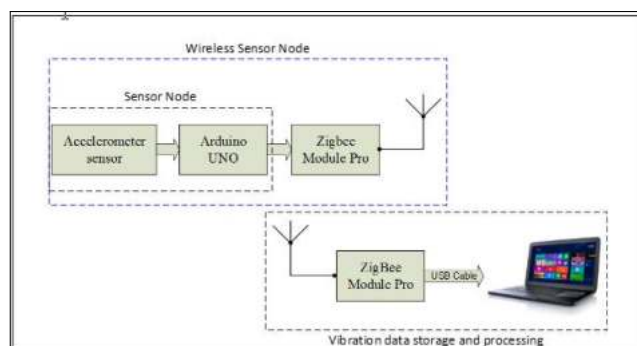 Wireless Sensor Node
Sensor Node
Accelerometer
sensor
Arduino
UNO
Zigbee
Module Pro
ZigBee
Module Pro
USB Cable
Vibration data storage and processing